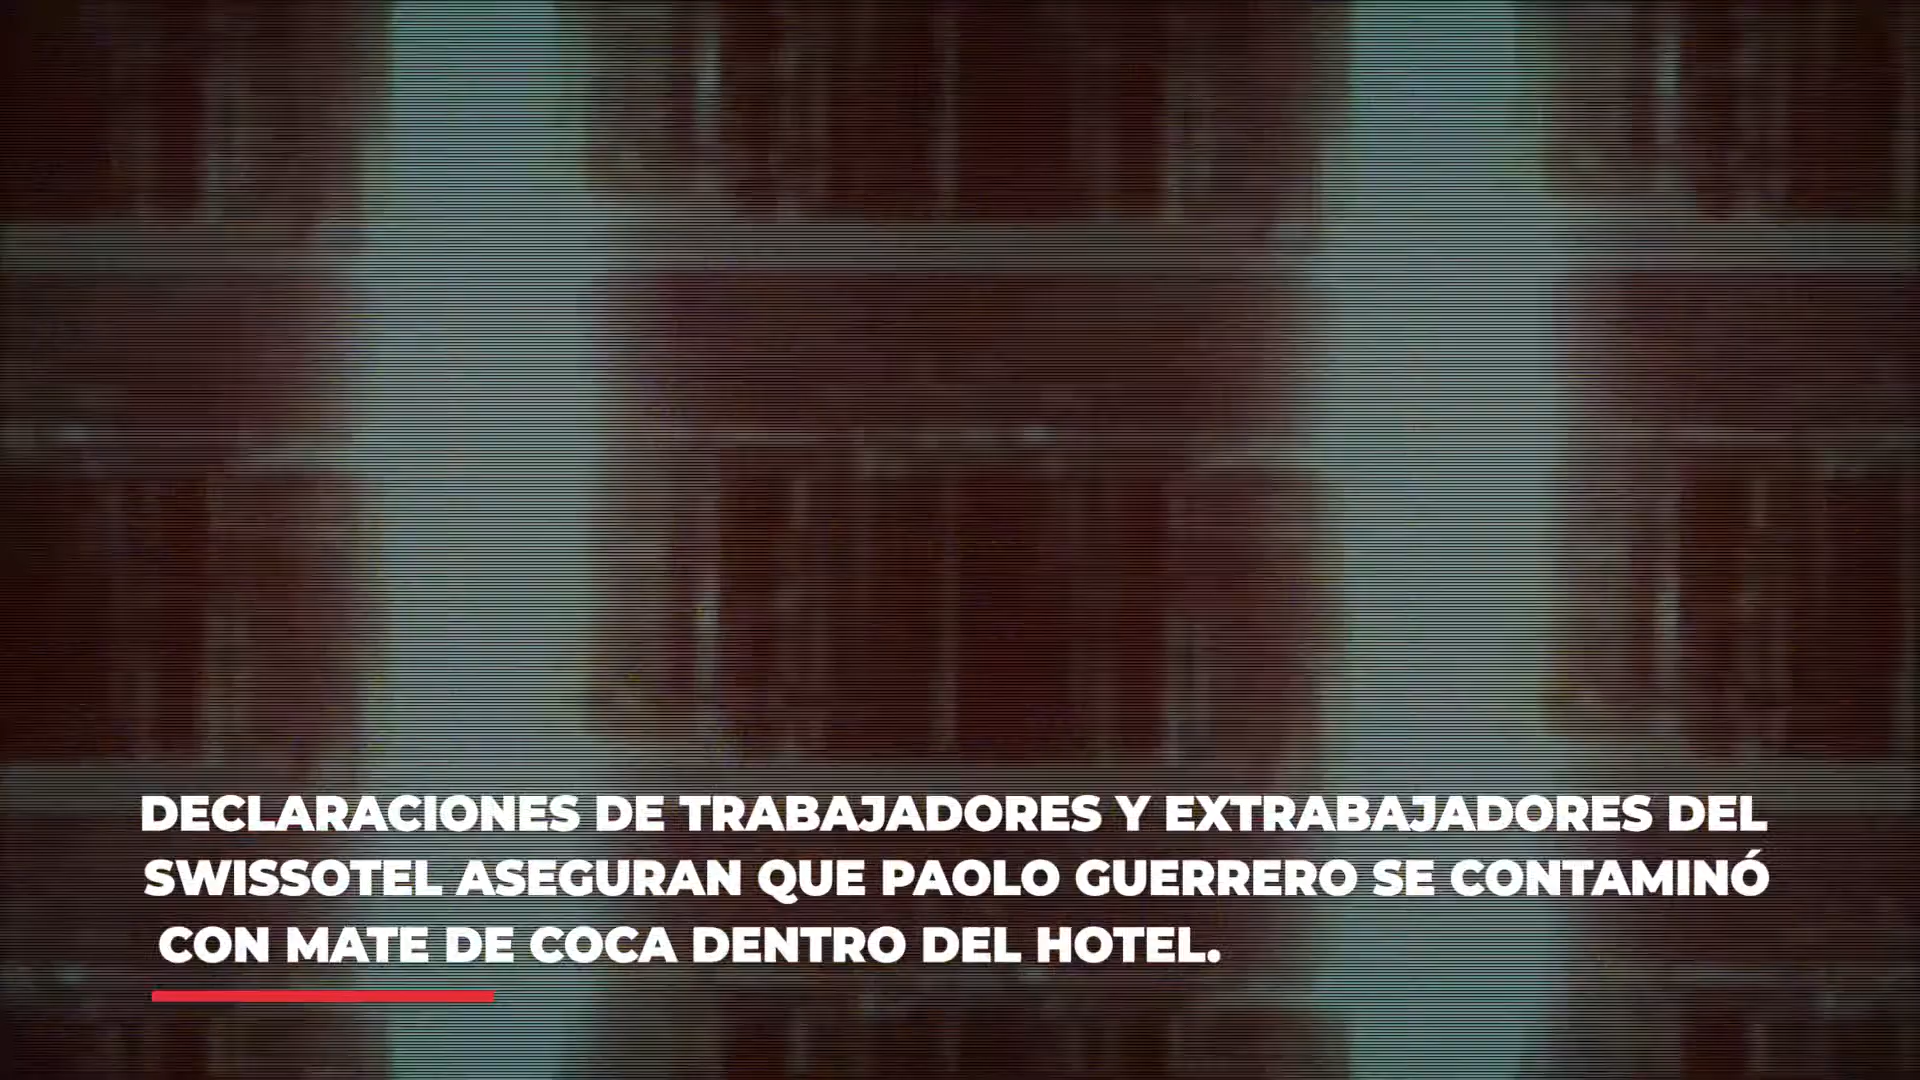 DECLARACIONES DE TRABAJADORES Y EXTRABAJADORES DEL
SWISSOTEL ASEGURAN QUE PAOLO GUERRERO SE CONTAMINÓ
CON MATE DE COCA DENTRO DEL HOTEL.